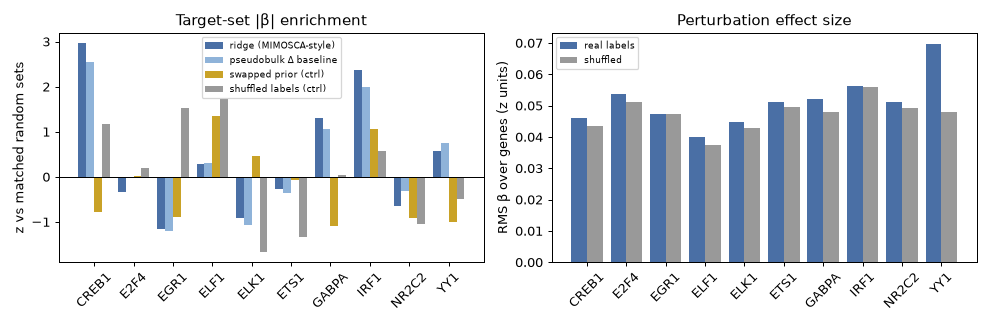 Target-set |β| enrichment
z vs matched random sets
3
2
1
0
−1
ridge (MIMOSCA-style)
pseudobulk Δ baseline
swapped prior (ctrl)
shuffled labels (ctrl)
CREB1
E2F4
EGR1
ELF1
ELK1
ETS1
GABPA
IRF1
NR2C2
YY1
Perturbation effect size
RMS β over genes (z units)
0.07
0.06
0.05
0.04
0.03
0.02
0.01
0.00
real labels
shuffled
CREB1
E2F4
EGR1
ELF1
ELK1
ETS1
GABPA
IRF1
NR2C2
YY1